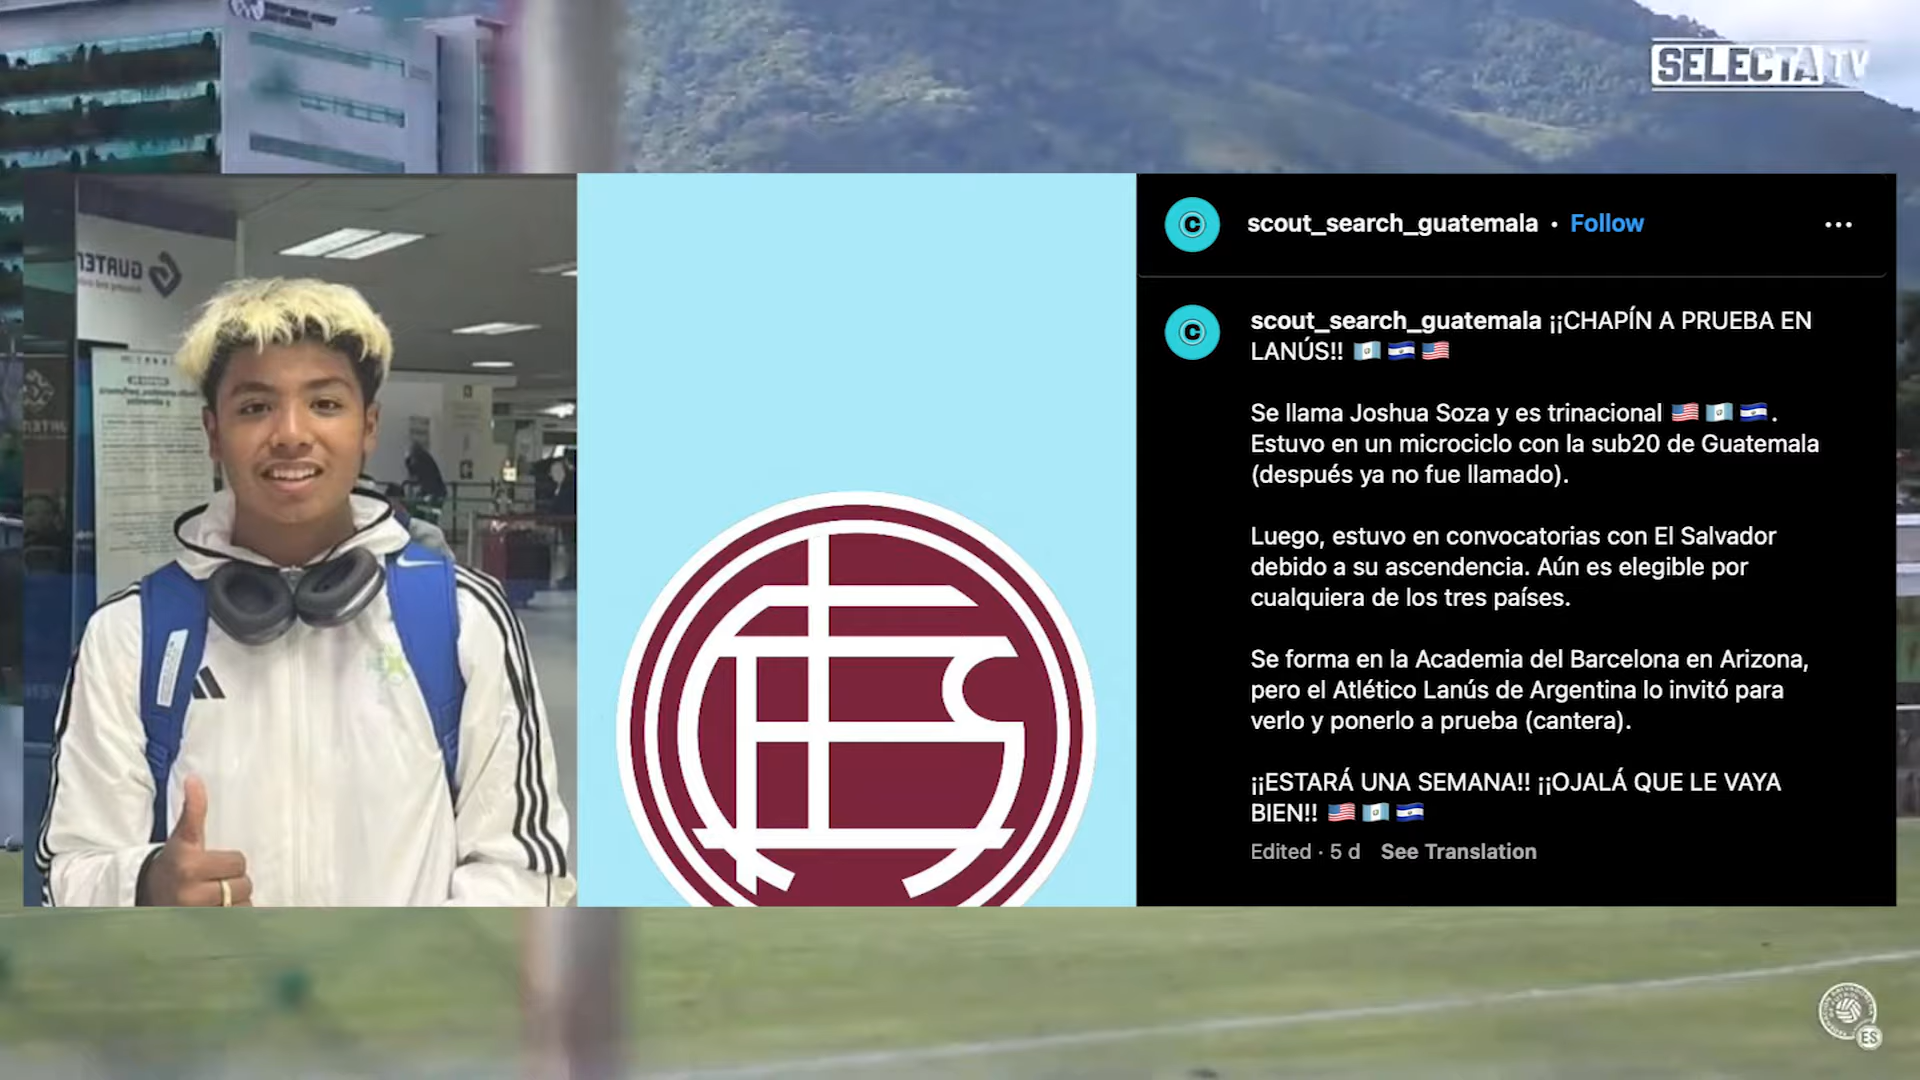 SELECTA TV
GUATEM
scout_search_guatemala • Follow
scout_search_guatemala ¡¡CHAPÍN A PRUEBA EN
LANÚS!! 🇬🇹 🇸🇻 🇺🇸
Se llama Joshua Soza y es trinacional 🇺🇸 🇬🇹 🇸🇻.
Estuvo en un microciclo con la sub20 de Guatemala
(después ya no fue llamado).
Luego, estuvo en convocatorias con El Salvador
debido a su ascendencia. Aún es elegible por
cualquiera de los tres países.
Se forma en la Academia del Barcelona en Arizona,
pero el Atlético Lanús de Argentina lo invitó para
verlo y ponerlo a prueba (cantera).
¡¡ESTARÁ UNA SEMANA!! ¡¡OJALÁ QUE LE VAYA
BIEN!! 🇺🇸 🇬🇹 🇸🇻
Edited · 5 d See Translation
ES